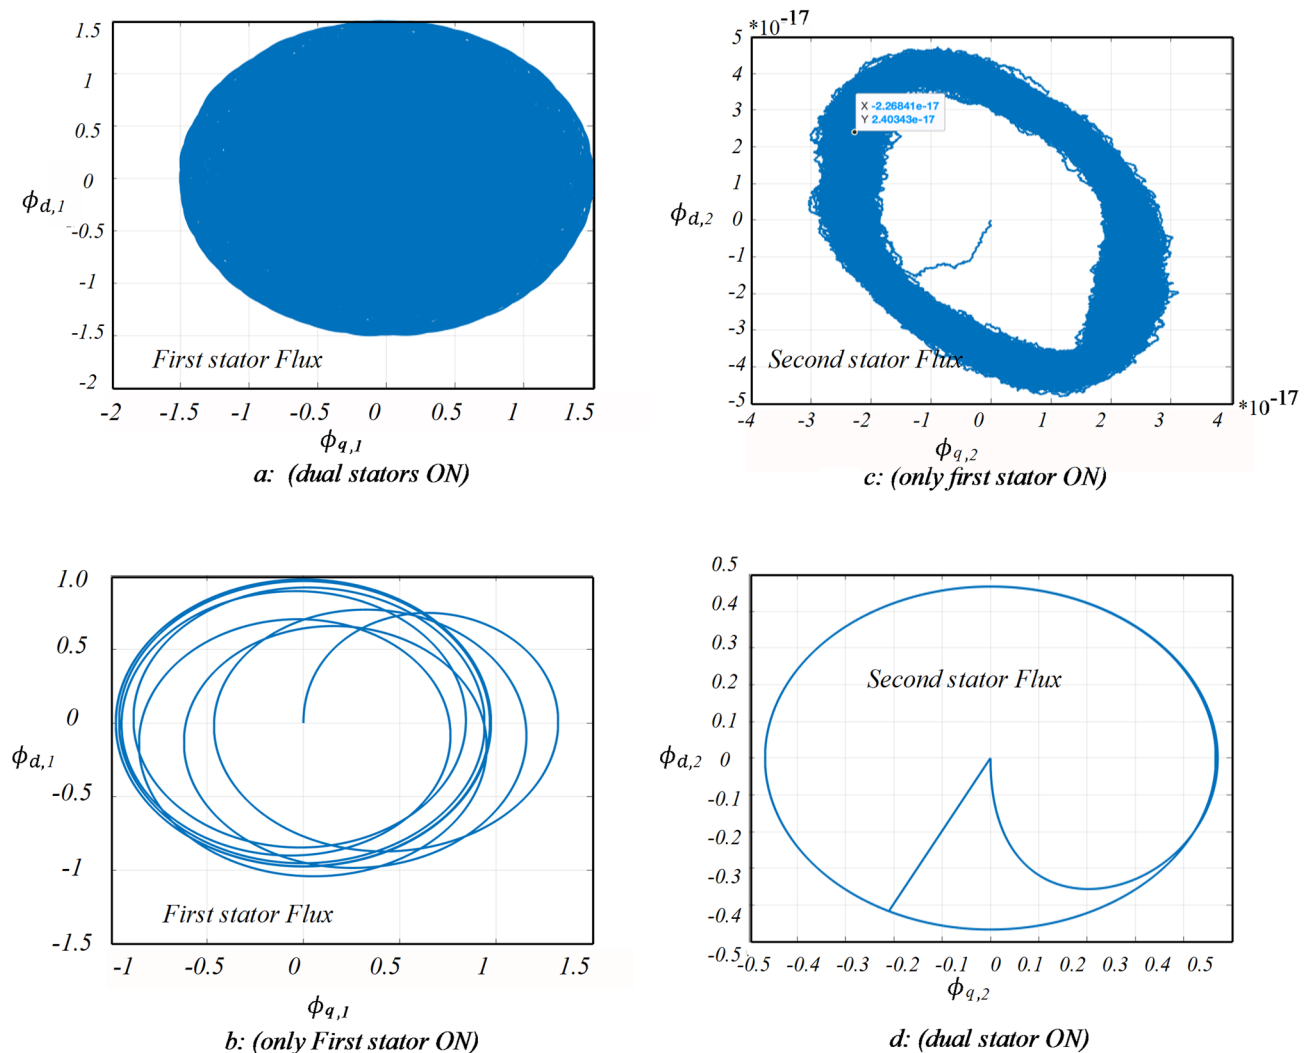 1.5
1
0.5
0
-0.5
-1
-1.5
-2
ϕd,1
First stator Flux
-2 -1.5 -1 -0.5 0 0.5 1 1.5
ϕq,1
a: (dual stators ON)
*10-17
5
4
3
2
1
0
-1
-2
-3
-4
-5
ϕd,2
X -2.26841e-17
Y 2.40343e-17
Second stator Flux
-4 -3 -2 -1 0 1 2 3 4 *10-17
ϕq,2
c: (only first stator ON)
1.0
0.5
0
-0.5
-1
-1.5
ϕd,1
First stator Flux
-1 -0.5 0 0.5 1 1.5
ϕq,1
b: (only First stator ON)
0.5
0.4
0.3
0.2
0.1
0
-0.1
-0.2
-0.3
-0.4
-0.5
ϕd,2
Second stator Flux
-0.5 -0.4 -0.3 -0.2 -0.1 0 0.1 0.2 0.3 0.4 0.5
ϕq,2
d: (dual stator ON)